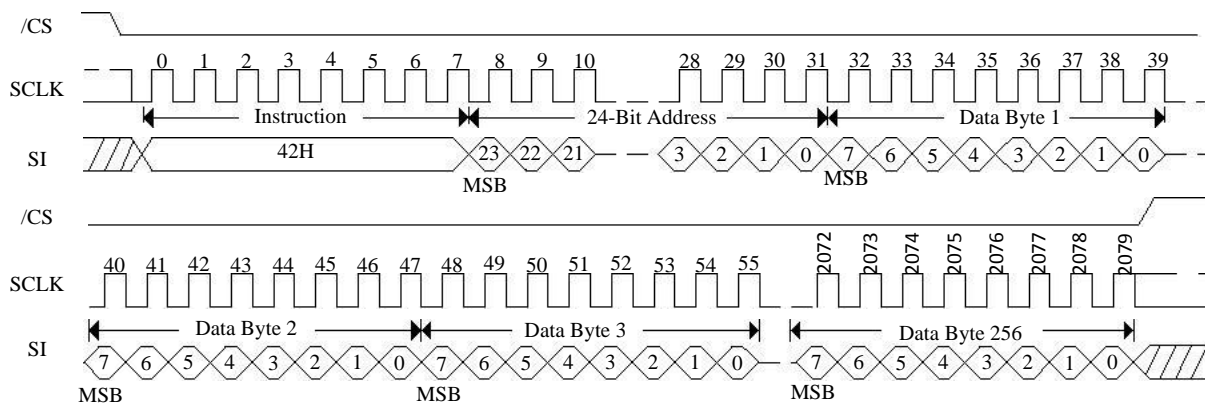 /CS
0 1 2 3 4 5 6 7 8 9 10 28 29 30 31 32 33 34 35 36 37 38 39
SCLK
Instruction 24-Bit Address Data Byte 1
SI 42H 23 22 21 3 2 1 0 7 6 5 4 3 2 1 0
MSB MSB
/CS
40 41 42 43 44 45 46 47 48 49 50 51 52 53 54 55 2072 2073 2074 2075 2076 2077 2078 2079
SCLK
Data Byte 2 Data Byte 3 Data Byte 256
SI 7 6 5 4 3 2 1 0 7 6 5 4 3 2 1 0 7 6 5 4 3 2 1 0
MSB MSB MSB